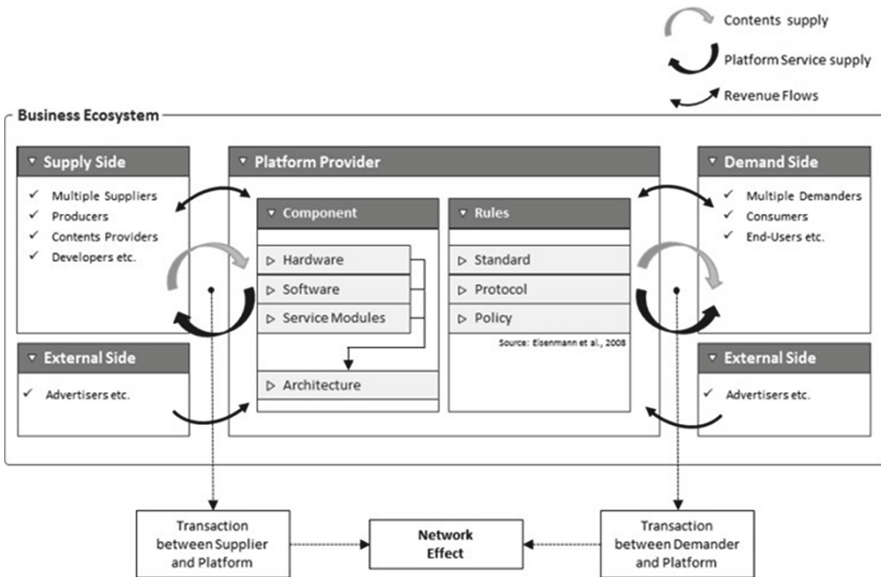 Contents supply
Platform Service supply
Revenue Flows
Business Ecosystem
Supply Side
Multiple Suppliers
Producers
Contents Providers
Developers etc.
External Side
Advertisers etc.
Platform Provider
Component
Hardware
Software
Service Modules
Architecture
Rules
Standard
Protocol
Policy
Source: Eisenmann et al., 2008
Demand Side
Multiple Demanders
Consumers
End-Users etc.
External Side
Advertisers etc.
Transaction
between Supplier
and Platform
Network
Effect
Transaction
between Demander
and Platform